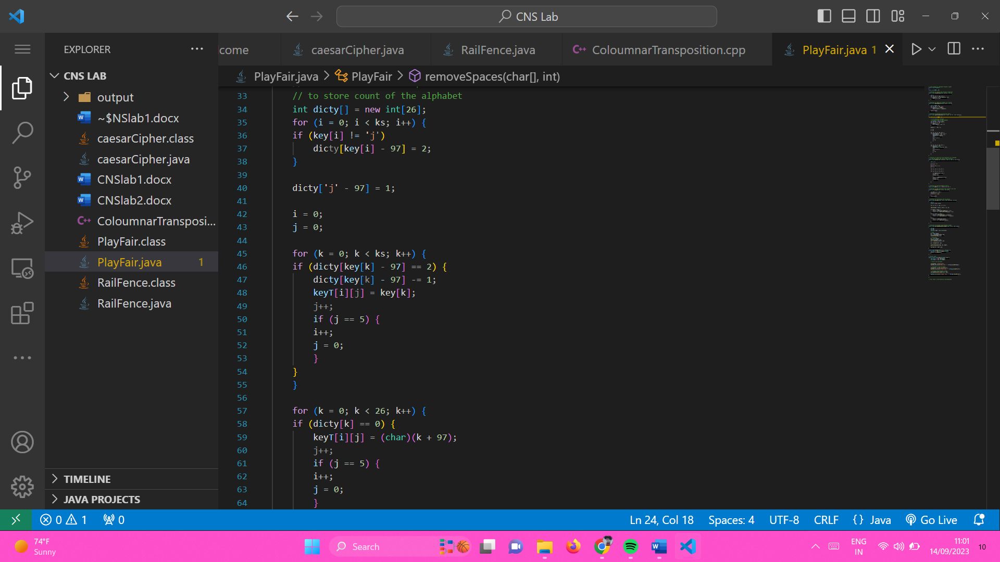 CNS Lab
EXPLORER
come
caesarCipher.java
RailFence.java
ColoumnarTransposition.cpp
PlayFair.java 1
PlayFair.java > PlayFair > removeSpaces(char[], int)
CNS LAB
output
~$NSlab1.docx
caesarCipher.class
caesarCipher.java
CNSlab1.docx
CNSlab2.docx
ColoumnarTransposi...
PlayFair.class
PlayFair.java 1
RailFence.class
RailFence.java
TIMELINE
JAVA PROJECTS
33 // to store count of the alphabet
34 int dicty[] = new int[26];
35 for (i = 0; i < ks; i++) {
36 if (key[i] != 'j')
37 dicty[key[i] - 97] = 2;
38 }
39
40 dicty['j' - 97] = 1;
41
42 i = 0;
43 j = 0;
44
45 for (k = 0; k < ks; k++) {
46 if (dicty[key[k] - 97] == 2) {
47 dicty[key[k] - 97] -= 1;
48 keyT[i][j] = key[k];
49 j++;
50 if (j == 5) {
51 i++;
52 j = 0;
53 }
54 }
55 }
56
57 for (k = 0; k < 26; k++) {
58 if (dicty[k] == 0) {
59 keyT[i][j] = (char)(k + 97);
60 j++;
61 if (j == 5) {
62 i++;
63 j = 0;
64 }
0 1 0
Ln 24, Col 18 Spaces: 4 UTF-8 CRLF {} Java Go Live
74°F
Sunny
Search
ENG
IN
11:01
14/09/2023
10